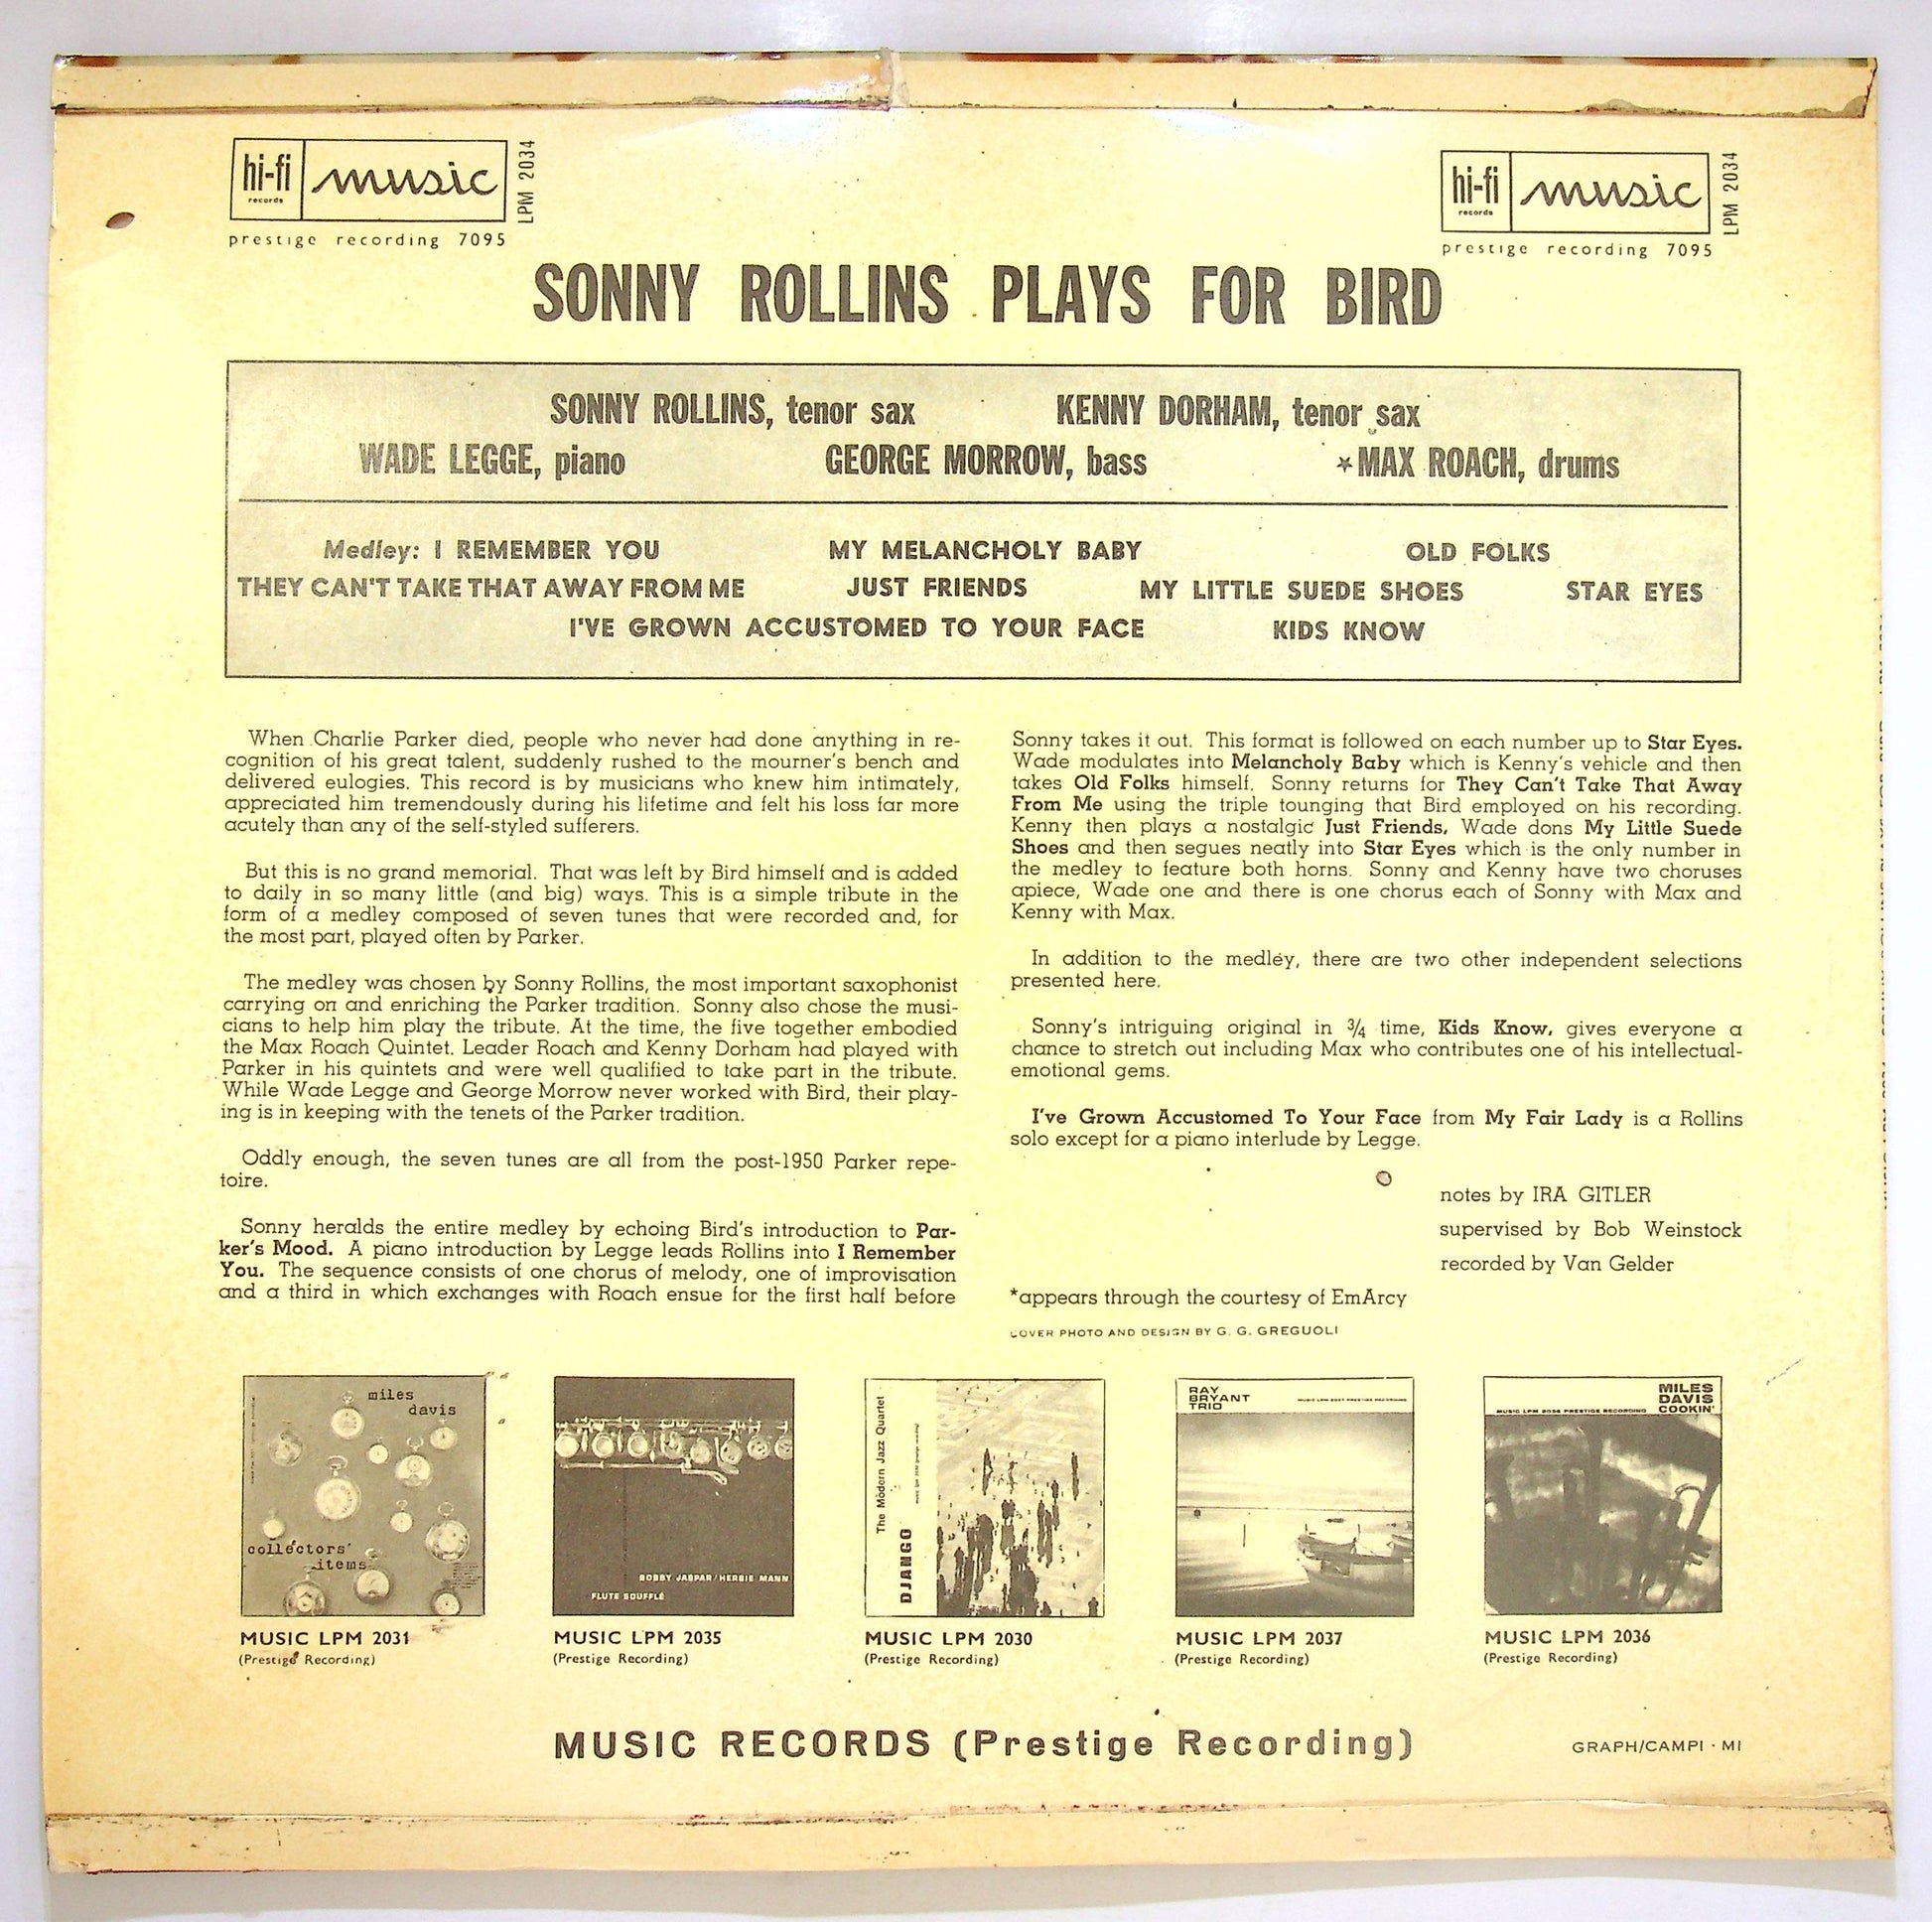 hi-fi
records
music
LPM 2034
prestige recording 7095
hi-fi
records
music
LPM 2034
prestige recording 7095
SONNY ROLLINS PLAYS FOR BIRD
SONNY ROLLINS, tenor sax KENNY DORHAM, tenor sax
WADE LEGGE, piano GEORGE MORROW, bass *MAX ROACH, drums
Medley: I REMEMBER YOU MY MELANCHOLY BABY OLD FOLKS
THEY CAN'T TAKE THAT AWAY FROM ME JUST FRIENDS MY LITTLE SUEDE SHOES STAR EYES
I'VE GROWN ACCUSTOMED TO YOUR FACE KIDS KNOW
When Charlie Parker died, people who never had done anything in re-
cognition of his great talent, suddenly rushed to the mourner's bench and
delivered eulogies. This record is by musicians who knew him intimately,
appreciated him tremendously during his lifetime and felt his loss far more
acutely than any of the self-styled sufferers.
But this is no grand memorial. That was left by Bird himself and is added
to daily in so many little (and big) ways. This is a simple tribute in the
form of a medley composed of seven tunes that were recorded and, for
the most part, played often by Parker.
The medley was chosen by Sonny Rollins, the most important saxophonist
carrying on and enriching the Parker tradition. Sonny also chose the musi-
cians to help him play the tribute. At the time, the five together embodied
the Max Roach Quintet. Leader Roach and Kenny Dorham had played with
Parker in his quintets and were well qualified to take part in the tribute.
While Wade Legge and George Morrow never worked with Bird, their play-
ing is in keeping with the tenets of the Parker tradition.
Oddly enough, the seven tunes are all from the post-1950 Parker repe-
toire.
Sonny heralds the entire medley by echoing Bird's introduction to Par-
ker's Mood. A piano introduction by Legge leads Rollins into I Remember
You. The sequence consists of one chorus of melody, one of improvisation
and a third in which exchanges with Roach ensue for the first half before
Sonny takes it out. This format is followed on each number up to Star Eyes.
Wade modulates into Melancholy Baby which is Kenny's vehicle and then
takes Old Folks himself. Sonny returns for They Can't Take That Away
From Me using the triple tounging that Bird employed on his recording.
Kenny then plays a nostalgic Just Friends, Wade dons My Little Suede
Shoes and then segues neatly into Star Eyes which is the only number in
the medley to feature both horns. Sonny and Kenny have two choruses
apiece, Wade one and there is one chorus each of Sonny with Max and
Kenny with Max.
In addition to the medley, there are two other independent selections
presented here.
Sonny's intriguing original in 3/4 time, Kids Know, gives everyone a
chance to stretch out including Max who contributes one of his intellectual-
emotional gems.
I've Grown Accustomed To Your Face from My Fair Lady is a Rollins
solo except for a piano interlude by Legge.
notes by IRA GITLER
supervised by Bob Weinstock
recorded by Van Gelder
*appears through the courtesy of EmArcy
COVER PHOTO AND DESIGN BY G. G. GREGUOLI
miles
davis
collectors'
items
BOBBY JASPAR/HERBIE MANN
FLUTE SOUFFLÉ
The Modern Jazz Quartet
DJANGO
RAY
BRYANT
TRIO
MUSIC LPM 2037 PRESTIGE RECORDING
MILES
DAVIS
COOKIN'
MUSIC LPM 2036 PRESTIGE RECORDING
MUSIC LPM 2031
(Prestige Recording)
MUSIC LPM 2035
(Prestige Recording)
MUSIC LPM 2030
(Prestige Recording)
MUSIC LPM 2037
(Prestige Recording)
MUSIC LPM 2036
(Prestige Recording)
MUSIC RECORDS (Prestige Recording)
GRAPH/CAMPI · MI